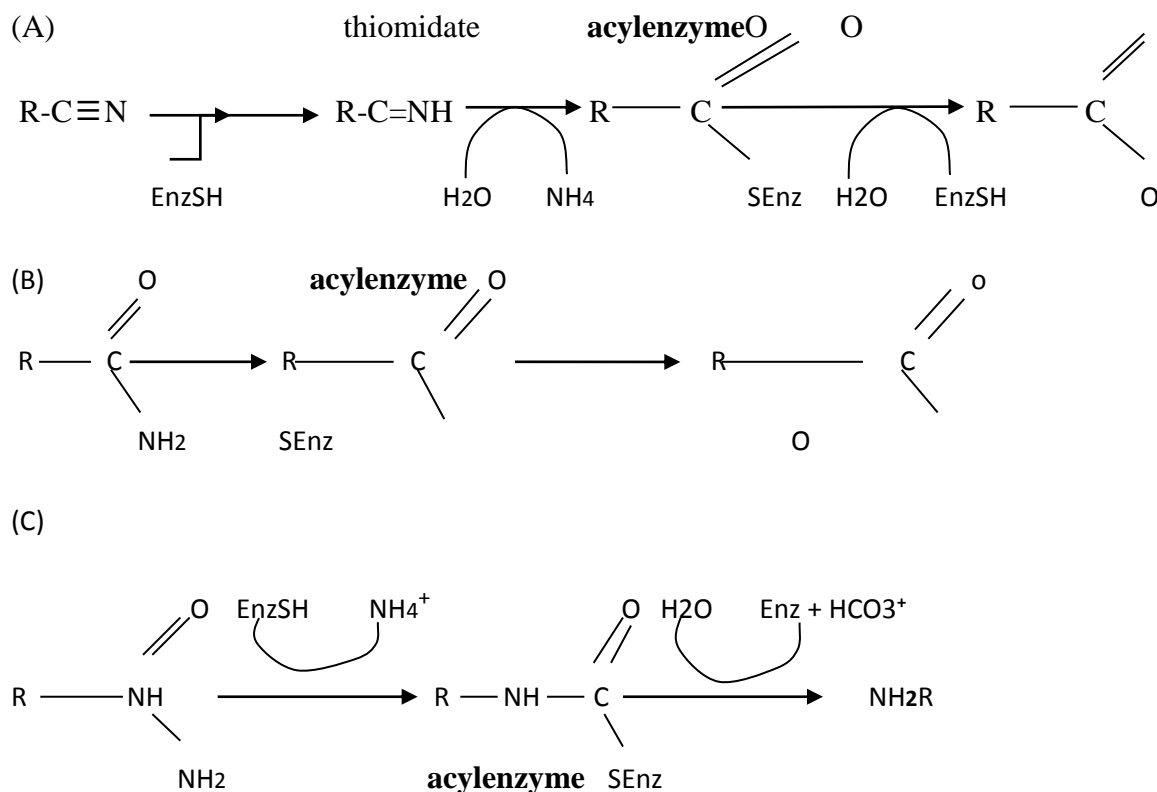 (A) thiomidate acylenzymeO O
R-C≡N R-C=NH R C R C
EnzSH H2O NH4 SEnz H2O EnzSH O
(B) O acylenzyme O o
R C R C R C
NH2 SEnz O
(C)
O EnzSH NH4+ O H2O Enz + HCO3+
R NH R NH C NH2R
NH2 acylenzyme SEnz